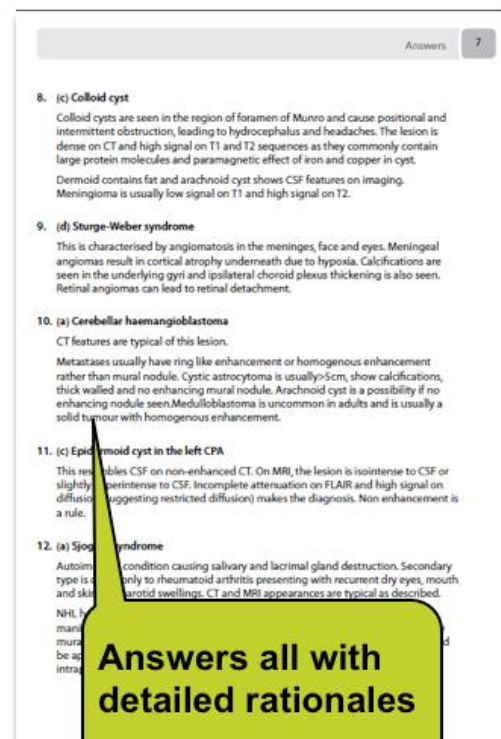 Answers 7
8. (c) Colloid cyst
Colloid cysts are seen in the region of foramen of Munro and cause positional and
intermittent obstruction, leading to hydrocephalus and headaches. The lesion is
dense on CT and high signal on T1 and T2 sequences as they commonly contain
large protein molecules and paramagnetic effect of iron and copper in cyst.
Dermoid contains fat and arachnoid cyst shows CSF features on imaging.
Meningioma is usually low signal on T1 and high signal on T2.
9. (d) Sturge-Weber syndrome
This is characterised by angiomatosis in the meninges, face and eyes. Meningeal
angiomas result in cortical atrophy underneath due to hypoxia. Calcifications are
seen in the underlying gyri and ipsilateral choroid plexus thickening is also seen.
Retinal angiomas can lead to retinal detachment.
10. (a) Cerebellar haemangioblastoma
CT features are typical of this lesion.
Metastases usually have ring like enhancement or homogenous enhancement
rather than mural nodule. Cystic astrocytoma is usually>5cm, show calcifications,
thick walled and no enhancing mural nodule. Arachnoid cyst is a possibility if no
enhancing nodule seen.Medulloblastoma is uncommon in adults and is usually a
solid tumour with homogenous enhancement.
11. (c) Epidermoid cyst in the left CPA
This CSF on non-enhanced CT. On MRI, the lesion is isointense to CSF or
slightly to CSF. Incomplete attenuation on FLAIR and high signal on
diffusion suggesting restricted diffusion) makes the diagnosis. Non enhancement is
a rule.
12. (a) syndrome
condition causing salivary and lacrimal gland destruction. Secondary
type is to rheumatoid arthritis presenting with recurrent dry eyes, mouth
and parotid swellings. CT and MRI appearances are typical as described.
NHL
Answers all with
detailed rationales